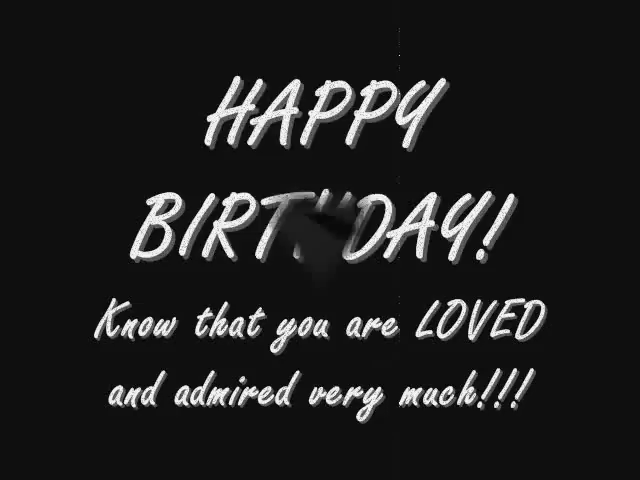 HAPPY
BIRTHDAY!
Know that you are LOVED
and admired very much!!!